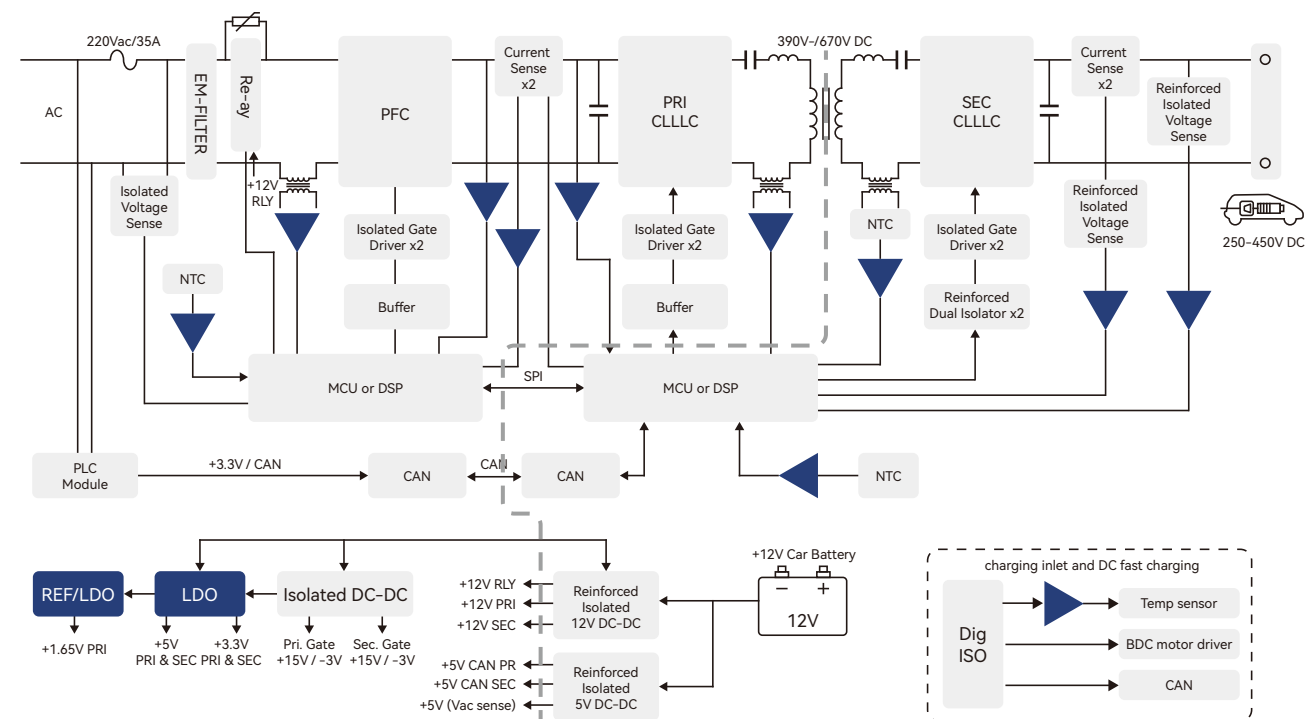 220Vac/35A
390V-/670V DC
AC
EM-FILTER
Re-ay
PFC
Current
Sense
x2
PRI
CLLLC
SEC
CLLLC
Current
Sense
x2
Reinforced
Isolated
Voltage
Sense
Isolated
Voltage
Sense
+12V
RLY
Isolated Gate
Driver x2
Isolated Gate
Driver x2
NTC
Isolated Gate
Driver x2
Reinforced
Isolated
Voltage
Sense
250-450V DC
NTC
Buffer
Buffer
Reinforced
Dual Isolator x2
MCU or DSP
SPI
MCU or DSP
PLC
Module
+3.3V / CAN
CAN
CAN
CAN
NTC
REF/LDO
LDO
Isolated DC-DC
+1.65V PRI
+5V
PRI & SEC
+3.3V
PRI & SEC
Pri. Gate
+15V / -3V
Sec. Gate
+15V / -3V
+12V RLY
+12V PRI
+12V SEC
Reinforced
Isolated
12V DC-DC
+5V CAN PR
+5V CAN SEC
+5V (Vac sense)
Reinforced
Isolated
5V DC-DC
+12V Car Battery
− +
12V
charging inlet and DC fast charging
Dig
ISO
Temp sensor
BDC motor driver
CAN